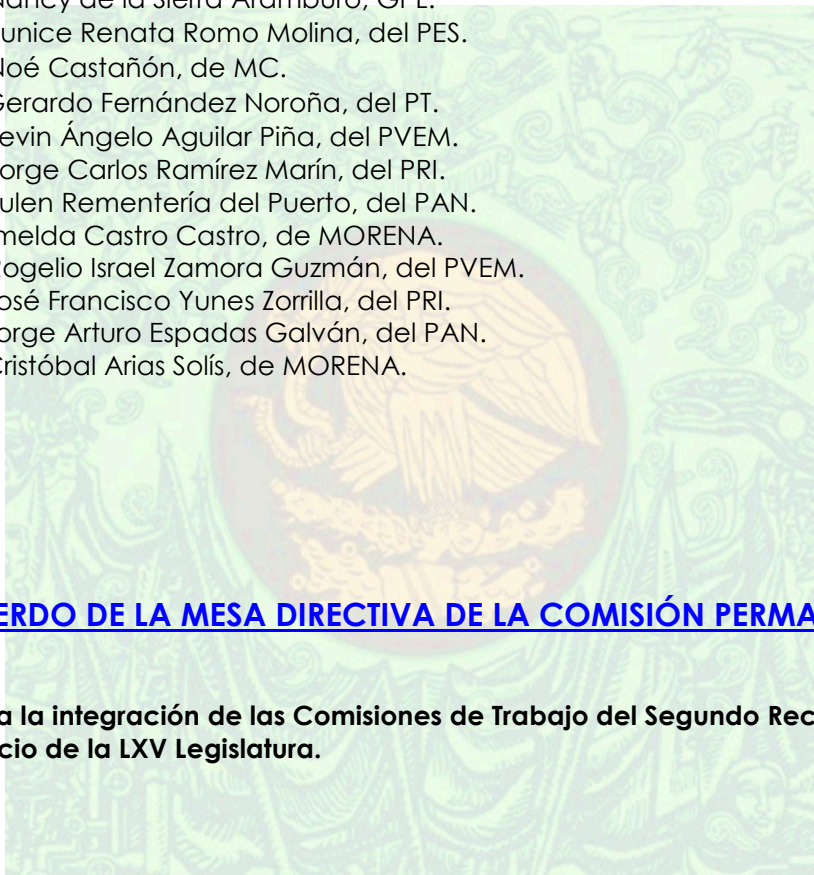 ancy de la Sierra Arámburo, GPE.
unice Renata Romo Molina, del PES.
Noé Castañón, de MC.
Gerardo Fernández Noroña, del PT.
evin Ángelo Aguilar Piña, del PVEM.
orge Carlos Ramírez Marín, del PRI.
ulen Rementería del Puerto, del PAN.
melda Castro Castro, de MORENA.
Rogelio Israel Zamora Guzmán, del PVEM.
osé Francisco Yunes Zorrilla, del PRI.
orge Arturo Espadas Galván, del PAN.
Cristóbal Arias Solís, de MORENA.
ERDO DE LA MESA DIRECTIVA DE LA COMISIÓN PERMA
a la integración de las Comisiones de Trabajo del Segundo Rec
cio de la LXV Legislatura.